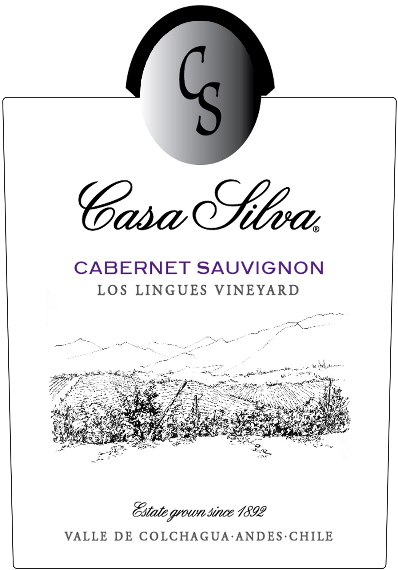 CS
Casa Silva®
CABERNET SAUVIGNON
LOS LINGUES VINEYARD
Estate grown since 1892
VALLE DE COLCHAGUA·ANDES·CHILE